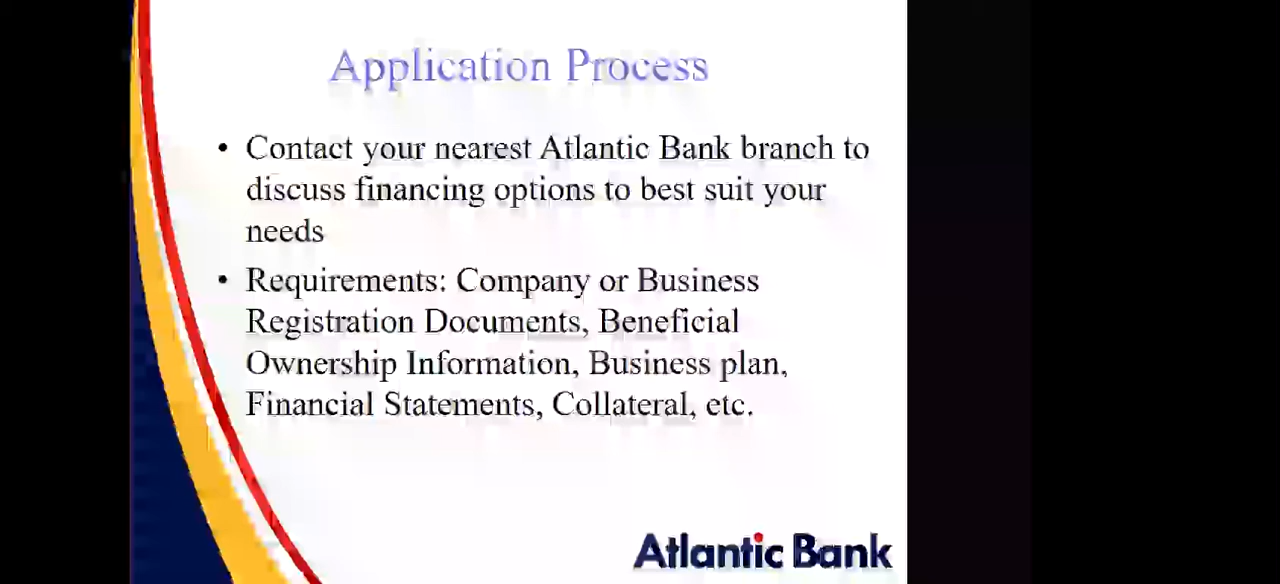 Application Process
• Contact your nearest Atlantic Bank branch to
discuss financing options to best suit your
needs
• Requirements: Company or Business
Registration Documents, Beneficial
Ownership Information, Business plan,
Financial Statements, Collateral, etc.
Atlantic Bank